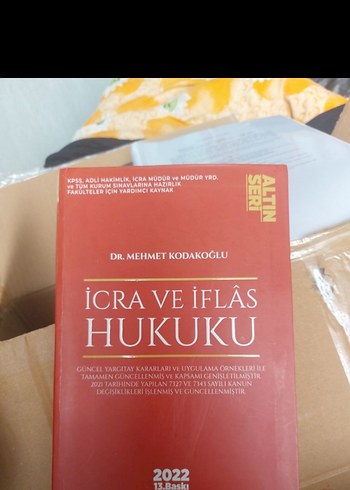 KPSS, ADLİ HAKİMLİK, İCRA MÜDÜR ve MÜDÜR YRD.
ve TÜM KURUM SINAVLARINA HAZIRLIK
FAKÜLTELER İÇİN YARDIMCI KAYNAK
ALTIN
SERİ
DR. MEHMET KODAKOĞLU
İCRA VE İFLÂS
HUKUKU
GÜNCEL YARGITAY KARARLARI VE UYGULAMA ÖRNEKLERİ İLE
TAMAMEN GÜNCELLENMİŞ VE KAPSAMI GENİŞLETİLMİŞTİR.
2021 TARİHİNDE YAPILAN 7327 VE 7343 SAYILI KANUN
DEĞİŞİKLİKLERİ İŞLENMİŞ VE GÜNCELLENMİŞTİR.
2022
13.Baskı